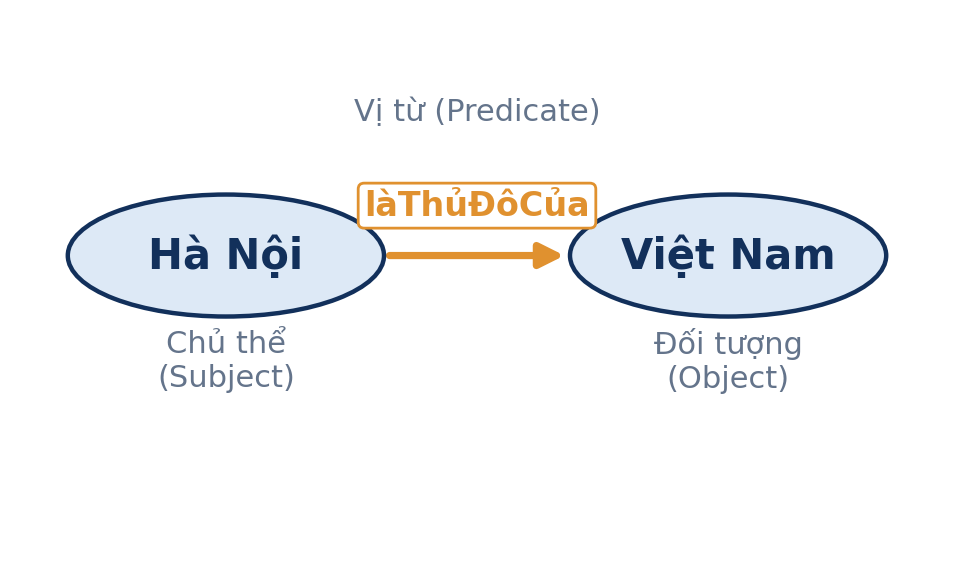 Vị từ (Predicate)
làThủĐôCủa
Hà Nội
Việt Nam
Chủ thể
(Subject)
Đối tượng
(Object)